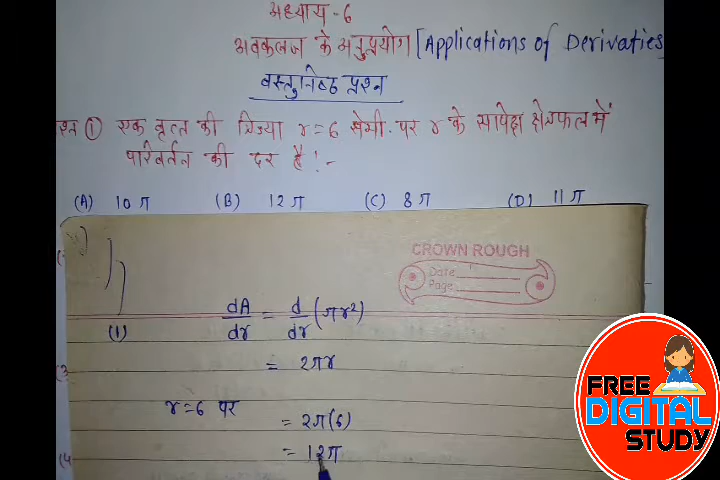 अध्याय - 6
अवकलज के अनुप्रयोग [Applications of Derivaties
वस्तुनिष्ठ प्रश्न
① एक वृत्त की त्रिज्या r = 6 सेमी. पर r के सापेक्ष क्षेत्रफल में
परिवर्तन की दर है! :-
(A) 10 π (B) 12 π (C) 8 π (D) 11 π
CROWN ROUGH
Date
Page
(1) dA/dr = d/dr (πr²)
= 2πr
r = 6 पर = 2π(6)
= 12π
FREE
DIGITAL
STUDY